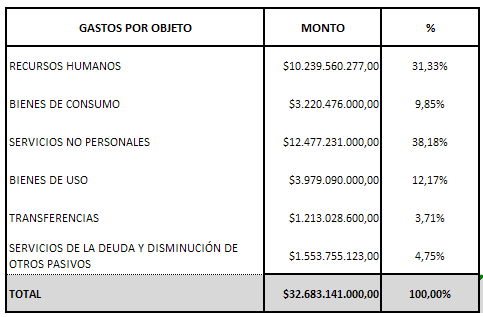 GASTOS POR OBJETO MONTO %
RECURSOS HUMANOS $10.239.560.277,00 31,33%
BIENES DE CONSUMO $3.220.476.000,00 9,85%
SERVICIOS NO PERSONALES $12.477.231.000,00 38,18%
BIENES DE USO $3.979.090.000,00 12,17%
TRANSFERENCIAS $1.213.028.600,00 3,71%
SERVICIOS DE LA DEUDA Y DISMINUCIÓN DE
OTROS PASIVOS $1.553.755.123,00 4,75%
TOTAL $32.683.141.000,00 100,00%